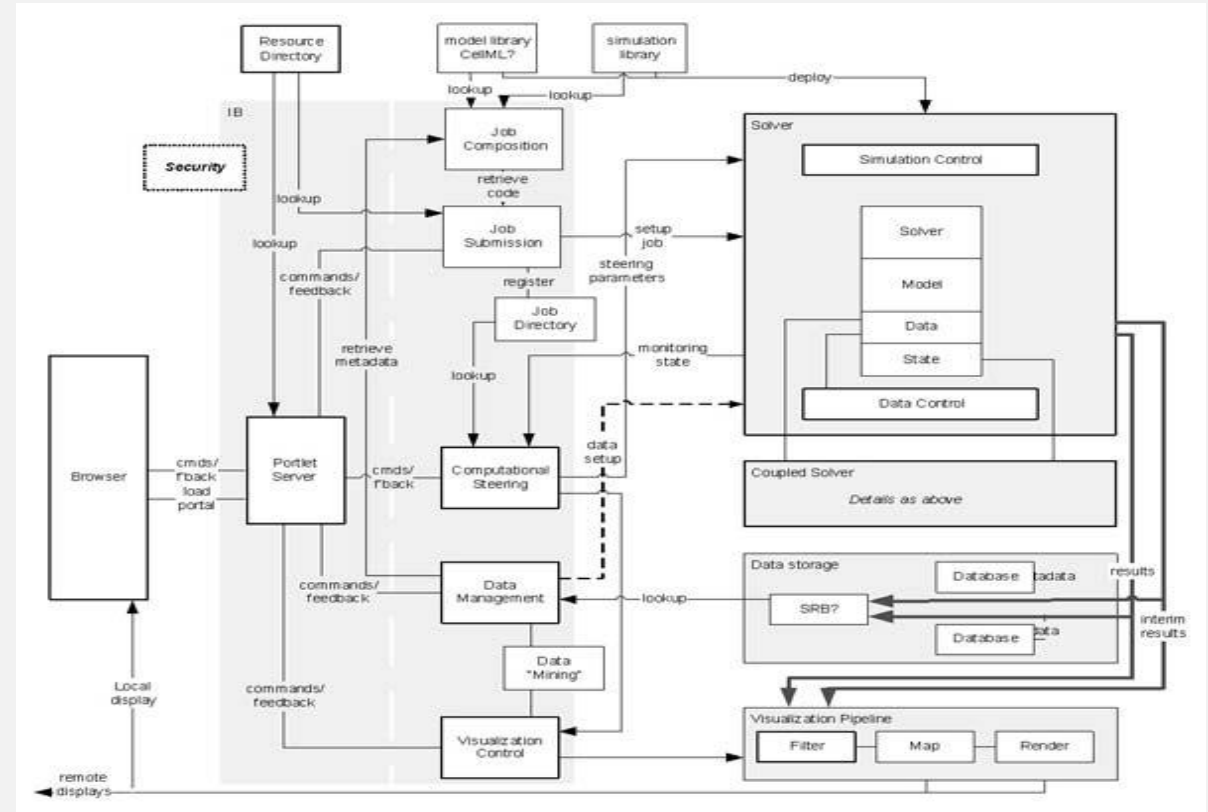 Resource
Directory
model library
CellML?
simulation
library
deploy
lookup
lookup
IB
Solver
Job
Composition
Simulation Control
Security
retrieve
code
lookup
Job
Submission
setup
job
Solver
lookup
commands/
feedback
steering
parameters
register
Model
Job
Directory
Data
retrieve
metadata
monitoring
state
State
lookup
Data Control
data
setup
Browser
cmds/
f'back
load
portal
Portlet
Server
cmds/
f'back
Computational
Steering
Coupled Solver
Details as above
Data storage
commands/
feedback
Data
Management
lookup
Database
tadata
results
SRB?
interim
results
Database
data
Data
"Mining"
Local
display
commands/
feedback
Visualization Pipeline
Visualization
Control
Filter
Map
Render
remote
displays